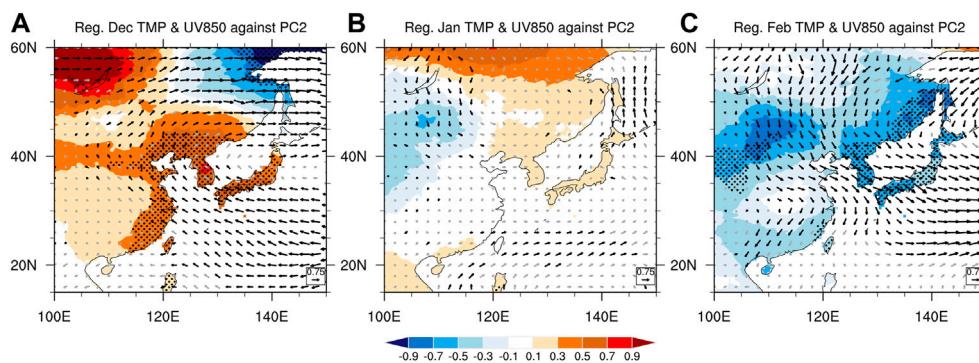 A Reg. Dec TMP & UV850 against PC2
B Reg. Jan TMP & UV850 against PC2
C Reg. Feb TMP & UV850 against PC2
60N
60N
60N
40N
40N
40N
20N
20N
20N
0.75
0.75
0.75
100E 120E 140E
100E 120E 140E
100E 120E 140E
-0.9 -0.7 -0.5 -0.3 -0.1 0.1 0.3 0.5 0.7 0.9